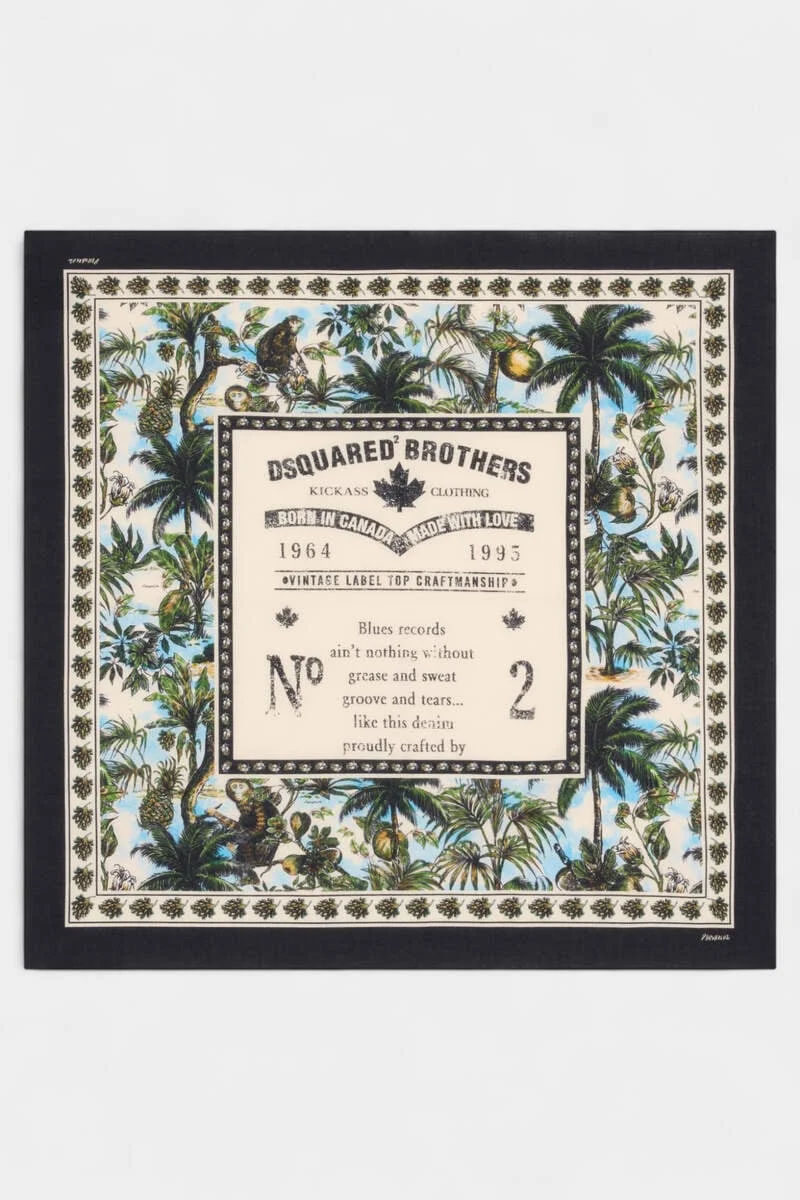 DSQUARED² BROTHERS
KICKASS CLOTHING
BORN IN CANADA MADE WITH LOVE
1964 1995
•VINTAGE LABEL TOP CRAFTMANSHIP•
Blues records
ain't nothing without
grease and sweat
Nº 2
groove and tears...
like this denim
proudly crafted by